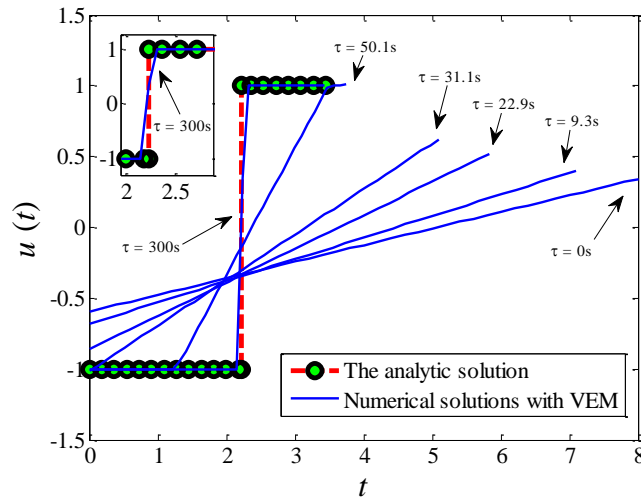 1.5
1
0.5
0
-0.5
-1
-1.5
u (t)
1
0
-1
2
2.5
τ = 300s
τ = 50.1s
τ = 31.1s
τ = 22.9s
τ = 9.3s
τ = 0s
τ = 300s
The analytic solution
Numerical solutions with VEM
0 1 2 3 4 5 6 7 8
t